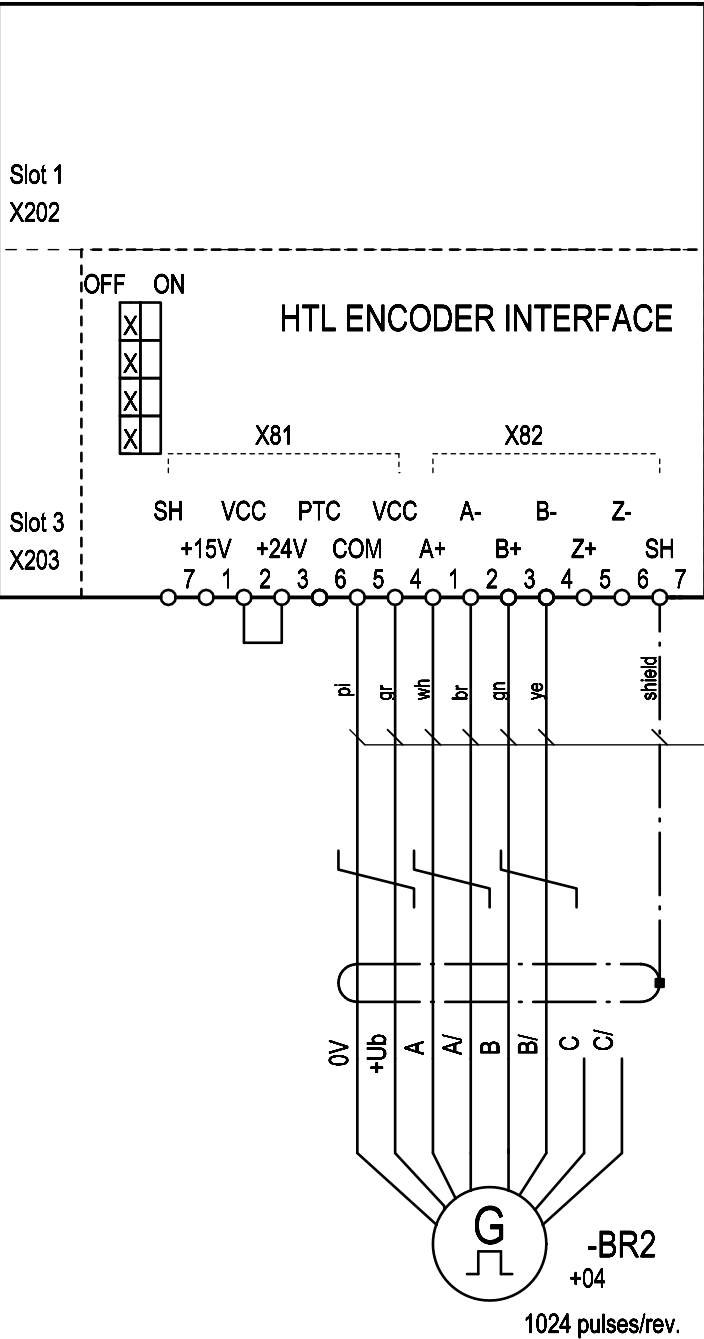 Slot 1
X202
OFF ON
HTL ENCODER INTERFACE
X
X
X
X
X81 X82
Slot 3
X203
SH VCC PTC VCC A- B- Z-
+15V +24V COM A+ B+ Z+ SH
7 1 2 3 6 5 4 1 2 3 4 5 6 7
pi gr wh br gn ye shield
0V +Ub A A/ B B/ C C/
G
-BR2
+04
1024 pulses/rev.